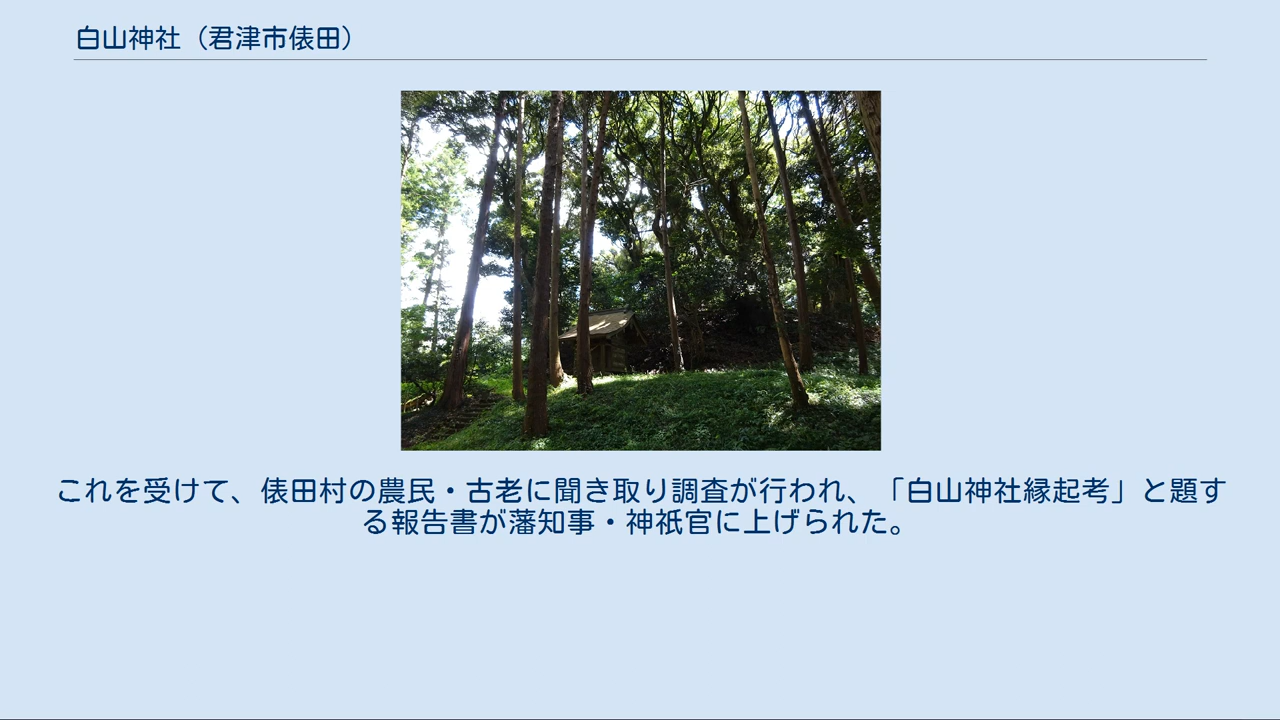 白山神社（君津市俵田）
これを受けて、俵田村の農民・古老に聞き取り調査が行われ、「白山神社縁起考」と題す
る報告書が藩知事・神祇官に上げられた。